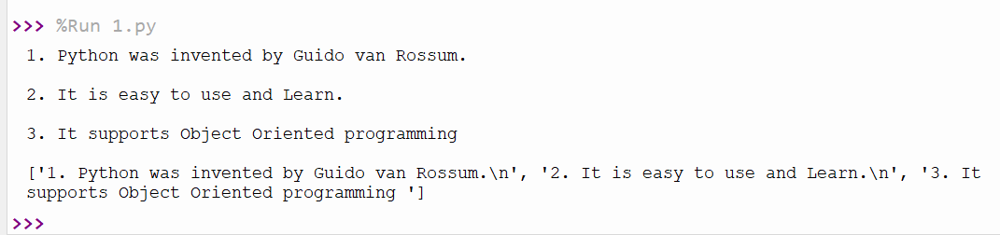 >>> %Run 1.py
1. Python was invented by Guido van Rossum.
2. It is easy to use and Learn.
3. It supports Object Oriented programming
['1. Python was invented by Guido van Rossum.\n', '2. It is easy to use and Learn.\n', '3. It
supports Object Oriented programming ']
>>>